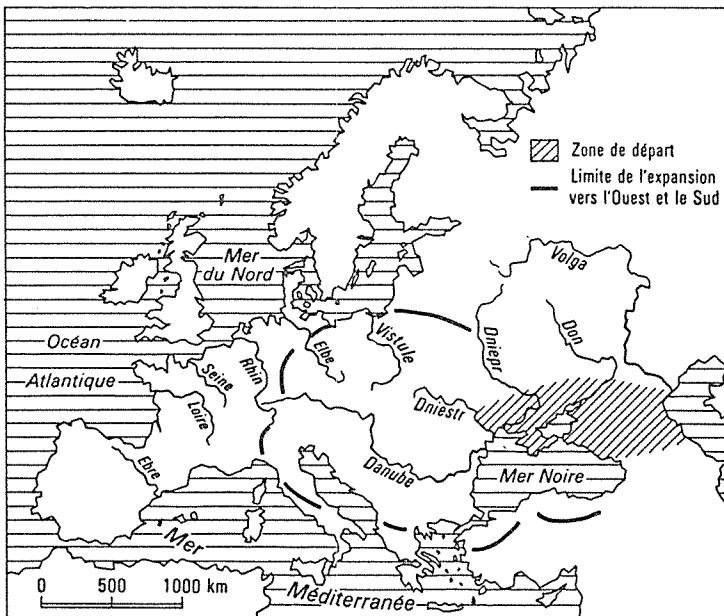 Zone de départ
Limite de l'expansion
vers l'Ouest et le Sud
Volga
Mer
du Nord
Don
Dniepr
Vistule
Elbe
Océan
Atlantique
Rhin
Seine
Loire
Dniestr
Danube
Mer Noire
Ebre
Mer
Méditerranée
0 500 1000 km